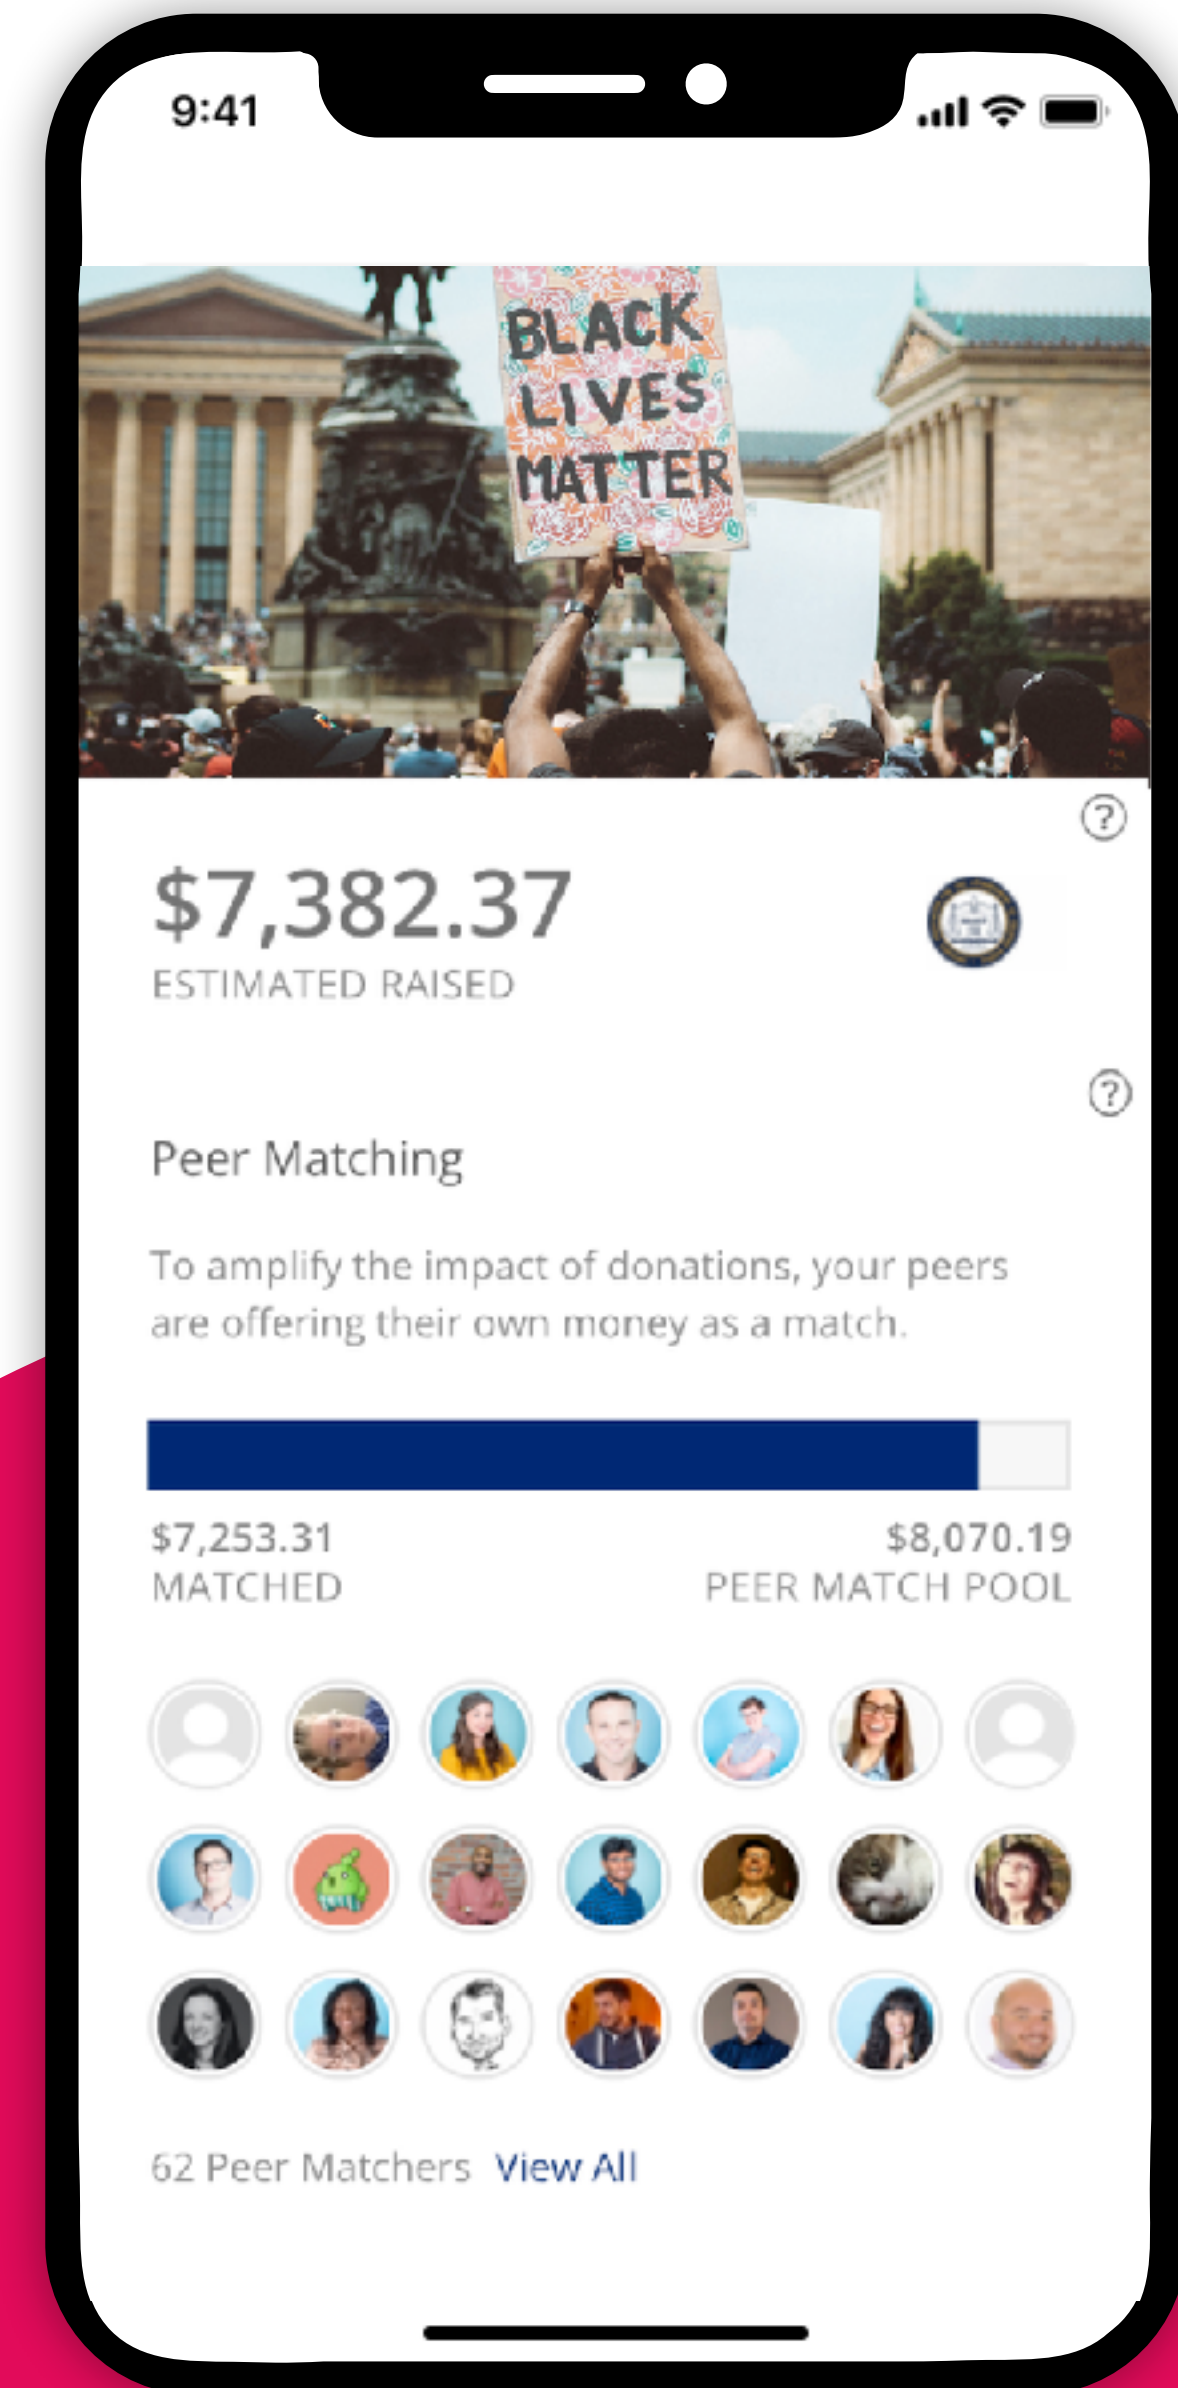 9:41
BLACK
LIVES
MATTER
?
$7,382.37
ESTIMATED RAISED
?
Peer Matching
To amplify the impact of donations, your peers
are offering their own money as a match.
$7,253.31
$8,070.19
MATCHED
PEER MATCH POOL
62 Peer Matchers View All